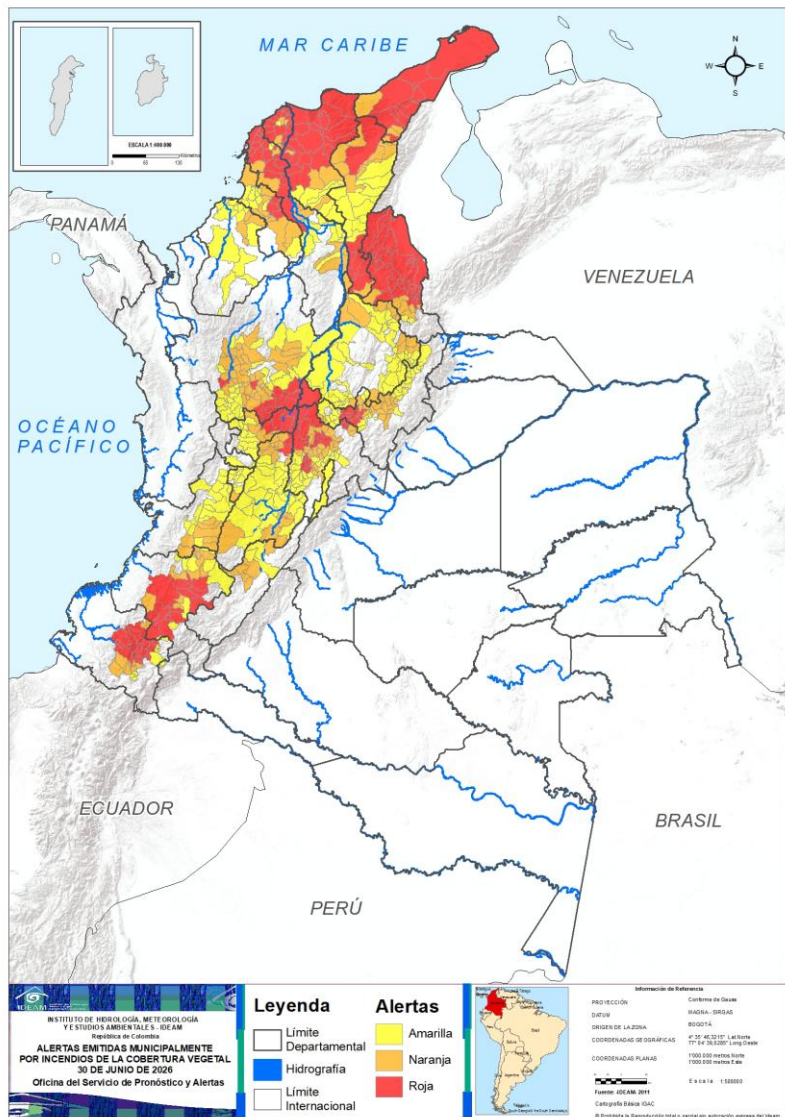 MAR CARIBE
N
W
E
S
ESCALA 1:400.000
PANAMÁ
VENEZUELA
OCÉANO
PACÍFICO
ECUADOR
BRASIL
PERÚ
IDEAM
INSTITUTO DE HIDROLOGÍA, METEOROLOGÍA
Y ESTUDIOS AMBIENTALES - IDEAM
República de Colombia
ALERTAS EMITIDAS MUNICIPALMENTE
POR INCENDIOS DE LA COBERTURA VEGETAL
30 DE JUNIO DE 2026
Oficina del Servicio de Pronóstico y Alertas
Leyenda
Límite
Departamental
Hidrografía
Límite
Internacional
Alertas
Amarilla
Naranja
Roja
Información de Referencia
PROYECCIÓN
Conforme de Gauss
DATUM
MAGNA - SIRGAS
ORIGEN DE LA ZONA
BOGOTÁ
COORDENADAS GEOGRÁFICAS
COORDENADAS PLANAS
1'000.000 metros Norte
1'000.000 metros Este
Escala
Fuente: IDEAM 2011
Cartografía Básica IGAC